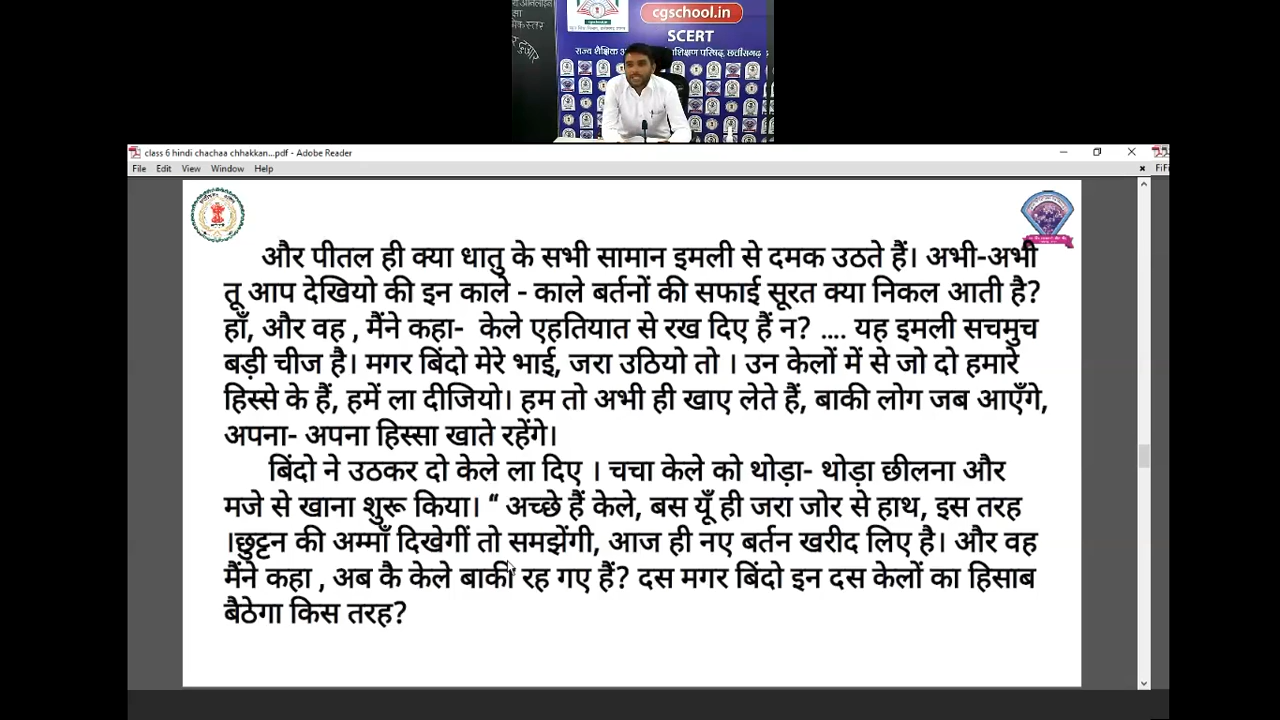 cgschool.in
SCERT
class 6 hindi chachaa chhakkan...pdf - Adobe Reader
File Edit View Window Help
और पीतल ही क्या धातु के सभी सामान इमली से दमक उठते हैं। अभी-अभी
तू आप देखियो की इन काले - काले बर्तनों की सफाई सूरत क्या निकल आती है?
हाँ, और वह , मैंने कहा- केले एहतियात से रख दिए हैं न? .... यह इमली सचमुच
बड़ी चीज है। मगर बिंदो मेरे भाई, जरा उठियो तो । उन केलों में से जो दो हमारे
हिस्से के हैं, हमें ला दीजियो। हम तो अभी ही खाए लेते हैं, बाकी लोग जब आएँगे,
अपना- अपना हिस्सा खाते रहेंगे।
बिंदो ने उठकर दो केले ला दिए । चचा केले को थोड़ा- थोड़ा छीलना और
मजे से खाना शुरू किया। “ अच्छे हैं केले, बस यूँ ही जरा जोर से हाथ, इस तरह
।छुट्टन की अम्माँ दिखेगीं तो समझेंगी, आज ही नए बर्तन खरीद लिए है। और वह
मैंने कहा , अब कै केले बाकी रह गए हैं? दस मगर बिंदो इन दस केलों का हिसाब
बैठेगा किस तरह?